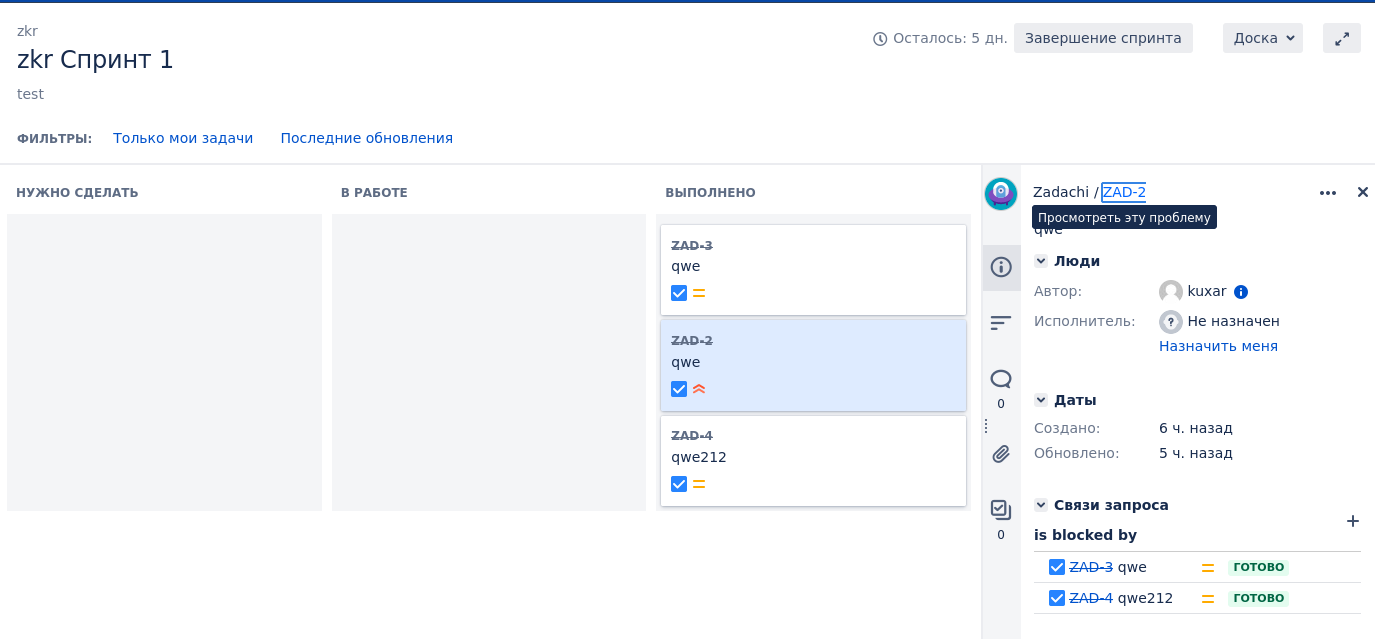 zkr
zkr Спринт 1
Осталось: 5 дн.
Завершение спринта
Доска
test
ФИЛЬТРЫ:
Только мои задачи
Последние обновления
НУЖНО СДЕЛАТЬ
В РАБОТЕ
ВЫПОЛНЕНО
ZAD-3
qwe
ZAD-2
qwe
ZAD-4
qwe212
0
0
Zadachi / ZAD-2
Просмотреть эту проблему
qwe
Люди
Автор: kuxar
Исполнитель: Не назначен
Назначить меня
Даты
Создано: 6 ч. назад
Обновлено: 5 ч. назад
Связи запроса
is blocked by
ZAD-3 qwe ГОТОВО
ZAD-4 qwe212 ГОТОВО